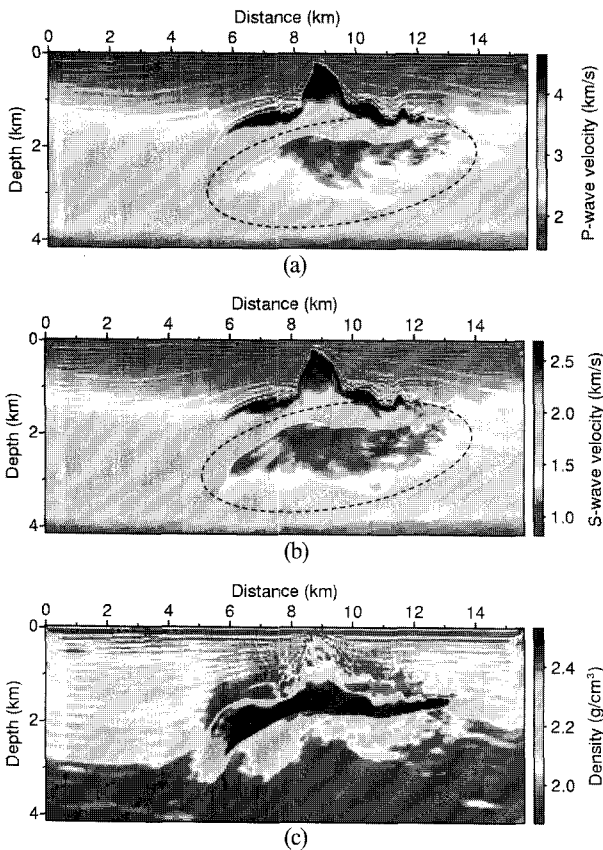 Distance (km)
0 2 4 6 8 10 12 14
0
2
4
Depth (km)
4
3
2
P-wave velocity (km/s)
(a)
Distance (km)
0 2 4 6 8 10 12 14
0
2
4
Depth (km)
2.5
2.0
1.5
1.0
S-wave velocity (km/s)
(b)
Distance (km)
0 2 4 6 8 10 12 14
0
2
4
Depth (km)
2.4
2.2
2.0
Density (g/cm³)
(c)